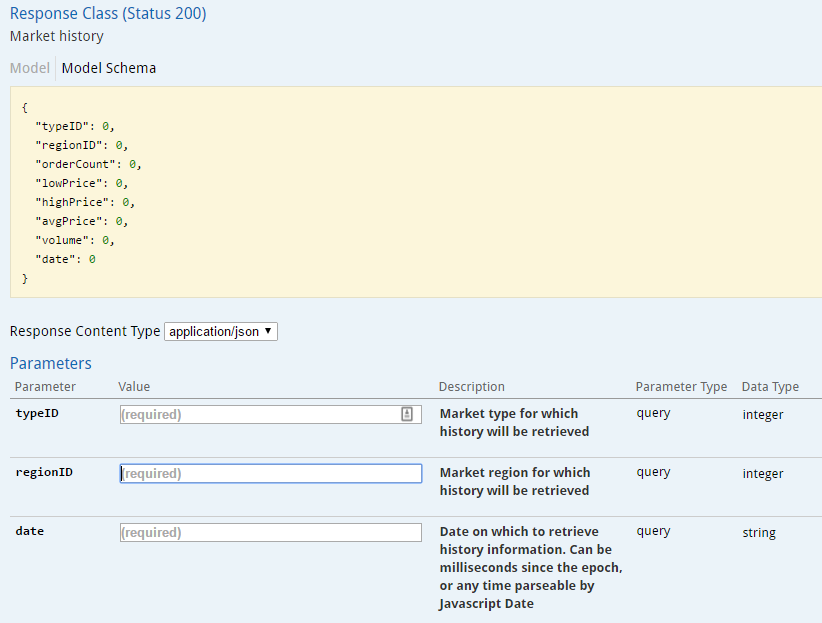 Response Class (Status 200)
Market history
Model Model Schema
{
"typeID": 0,
"regionID": 0,
"orderCount": 0,
"lowPrice": 0,
"highPrice": 0,
"avgPrice": 0,
"volume": 0,
"date": 0
}
Response Content Type application/json
Parameters
Parameter Value Description Parameter Type Data Type
typeID (required) Market type for which query integer
history will be retrieved
regionID (required) Market region for which query integer
history will be retrieved
date (required) Date on which to retrieve query string
history information. Can be
milliseconds since the epoch,
or any time parseable by
Javascript Date